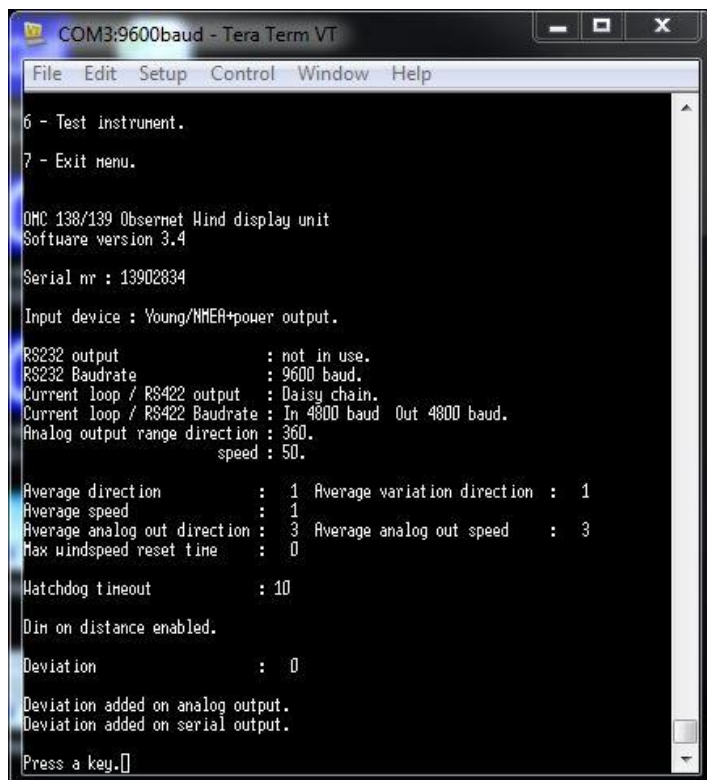 COM3:9600baud - Tera Term VT
File Edit Setup Control Window Help
6 - Test instrument.
7 - Exit menu.
OMC 138/139 Obsermet Wind display unit
Software version 3.4
Serial nr : 13902834
Input device : Young/NMEA+power output.
RS232 output : not in use.
RS232 Baudrate : 9600 baud.
Current loop / RS422 output : Daisy chain.
Current loop / RS422 Baudrate : In 4800 baud Out 4800 baud.
Analog output range direction : 360.
speed : 50.
Average direction : 1 Average variation direction : 1
Average speed : 1
Average analog out direction : 3 Average analog out speed : 3
Max windspeed reset time : 0
Watchdog timeout : 10
Dim on distance enabled.
Deviation : 0
Deviation added on analog output.
Deviation added on serial output.
Press a key.